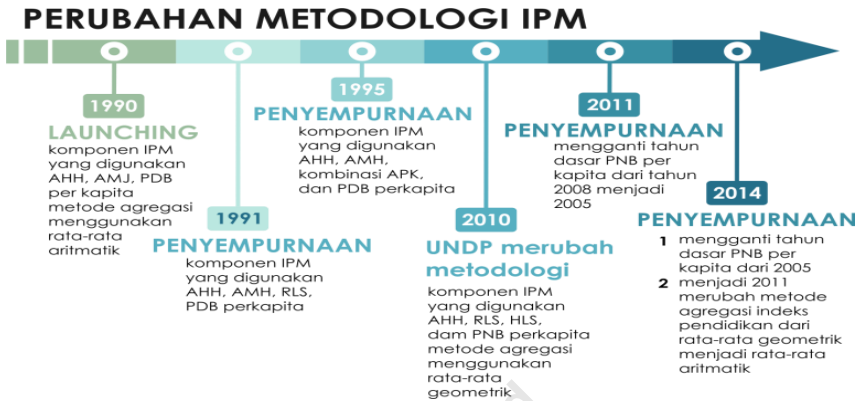 PERUBAHAN METODOLOGI IPM
1990
LAUNCHING
komponen IPM
yang digunakan
AHH, AMJ, PDB
per kapita
metode agregasi
menggunakan
rata-rata
aritmatik
1991
PENYEMPURNAAN
komponen IPM
yang digunakan
AHH, AMH, RLS,
PDB perkapita
1995
PENYEMPURNAAN
komponen IPM
yang digunakan
AHH, AMH,
kombinasi APK,
dan PDB perkapita
2010
UNDP merubah
metodologi
komponen IPM
yang digunakan
AHH, RLS, HLS,
dam PNB perkapita
metode agregasi
menggunakan
rata-rata
geometrik
2011
PENYEMPURNAAN
mengganti tahun
dasar PNB per
kapita dari tahun
2008 menjadi
2005
2014
PENYEMPURNAAN
1 mengganti tahun
dasar PNB per
kapita dari 2005
2 menjadi 2011
merubah metode
agregasi indeks
pendidikan dari
rata-rata geometrik
menjadi rata-rata
aritmatik